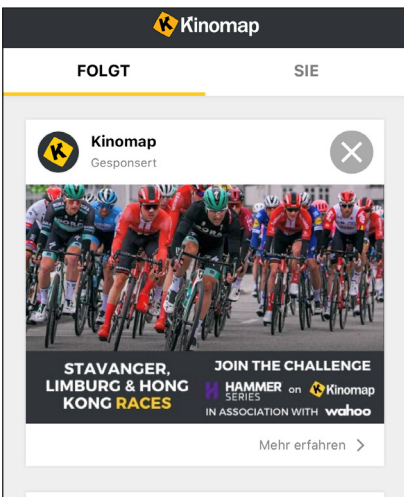 Kinomap
FOLGT
SIE
Kinomap
Gesponsert
STAVANGER,
LIMBURG & HONG
KONG RACES
JOIN THE CHALLENGE
HAMMER
SERIES
on
Kinomap
IN ASSOCIATION WITH wahoo
Mehr erfahren